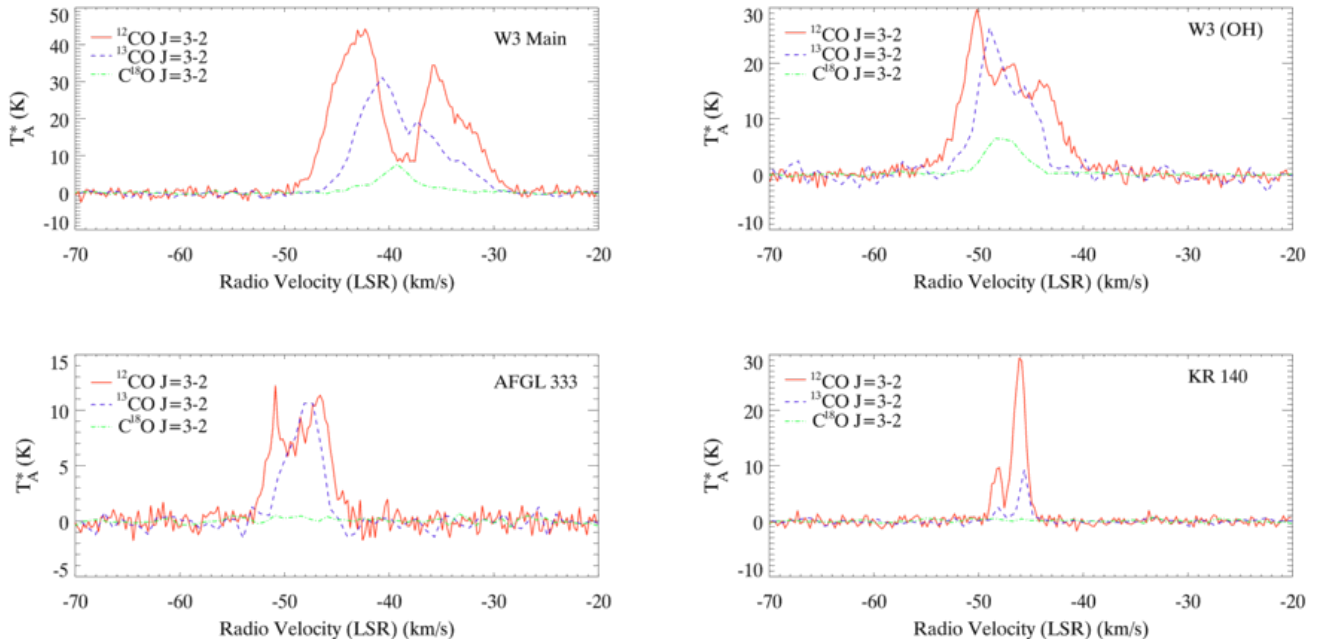 50
40
30
20
10
0
-10
T*A (K)
¹²CO J=3-2
¹³CO J=3-2
C¹⁸O J=3-2
W3 Main
-70
-60
-50
-40
-30
-20
Radio Velocity (LSR) (km/s)
30
20
10
0
-10
T*A (K)
¹²CO J=3-2
¹³CO J=3-2
C¹⁸O J=3-2
W3 (OH)
-70
-60
-50
-40
-30
-20
Radio Velocity (LSR) (km/s)
15
10
5
0
-5
T*A (K)
¹²CO J=3-2
¹³CO J=3-2
C¹⁸O J=3-2
AFGL 333
-70
-60
-50
-40
-30
-20
Radio Velocity (LSR) (km/s)
30
20
10
0
-10
T*A (K)
¹²CO J=3-2
¹³CO J=3-2
C¹⁸O J=3-2
KR 140
-70
-60
-50
-40
-30
-20
Radio Velocity (LSR) (km/s)